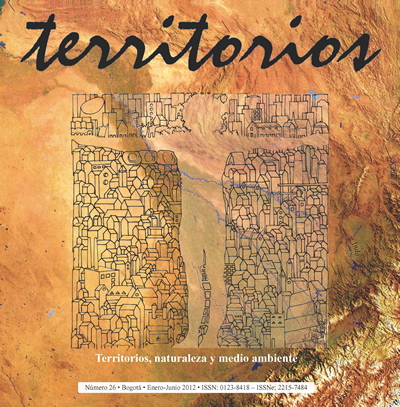 territorios
Territorios, naturaleza y medio ambiente
Número 26 • Bogotá • Enero-Junio 2012 • ISSN: 0123-8418 – ISSNe: 2215-7484